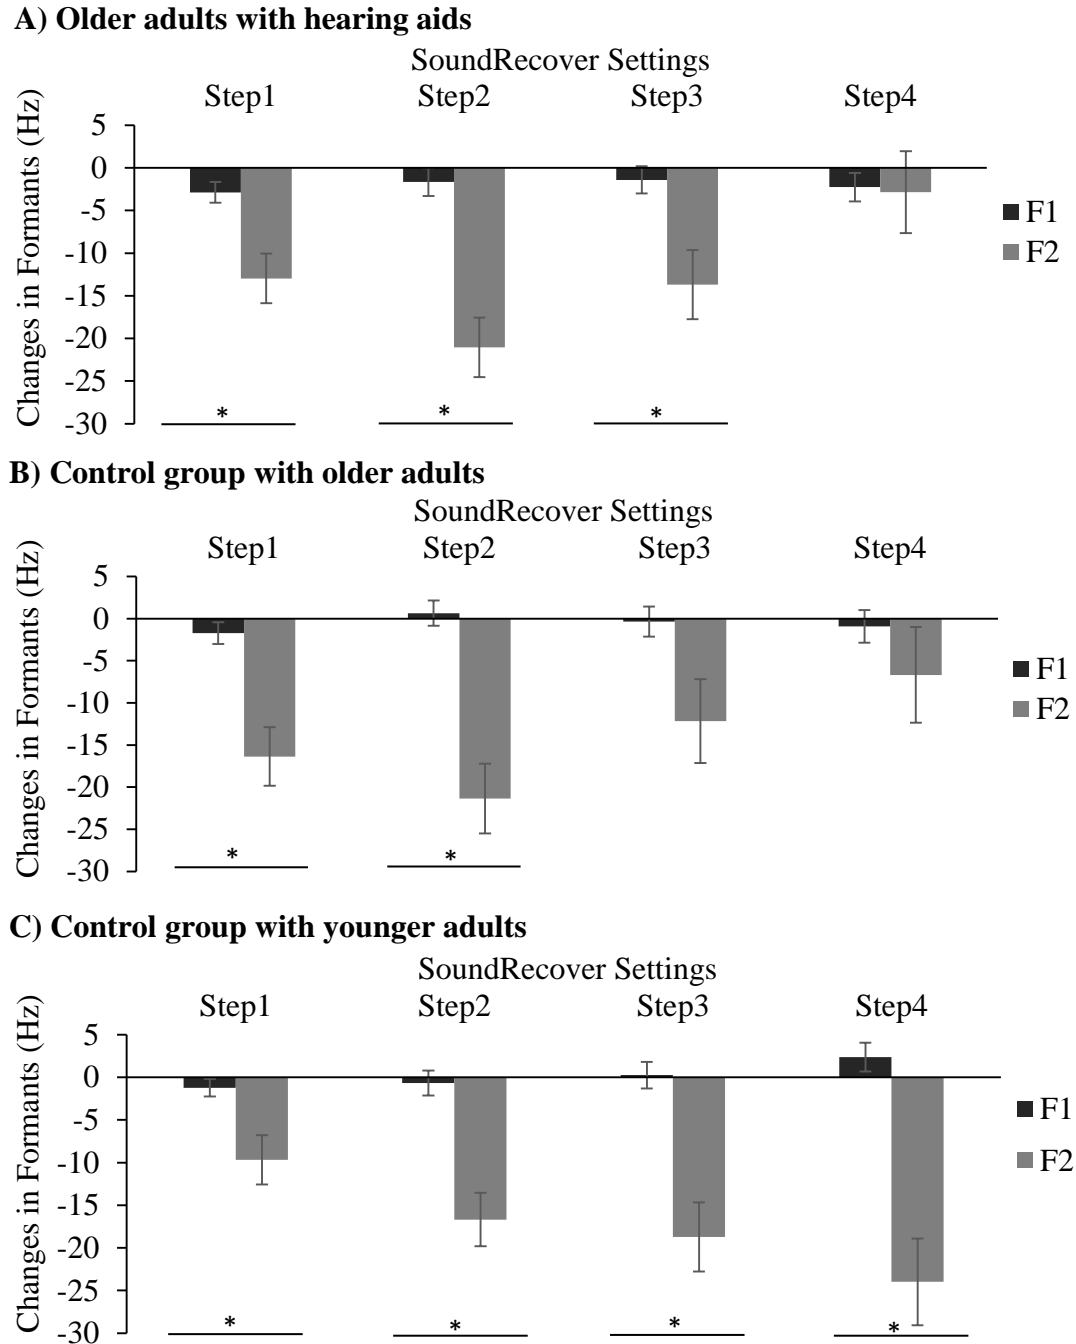 A) Older adults with hearing aids
SoundRecover Settings
Step1 Step2 Step3 Step4
Changes in Formants (Hz)
5
0
-5
-10
-15
-20
-25
-30
F1
F2
* * *
B) Control group with older adults
SoundRecover Settings
Step1 Step2 Step3 Step4
Changes in Formants (Hz)
5
0
-5
-10
-15
-20
-25
-30
F1
F2
* *
C) Control group with younger adults
SoundRecover Settings
Step1 Step2 Step3 Step4
Changes in Formants (Hz)
5
0
-5
-10
-15
-20
-25
-30
F1
F2
* * * *